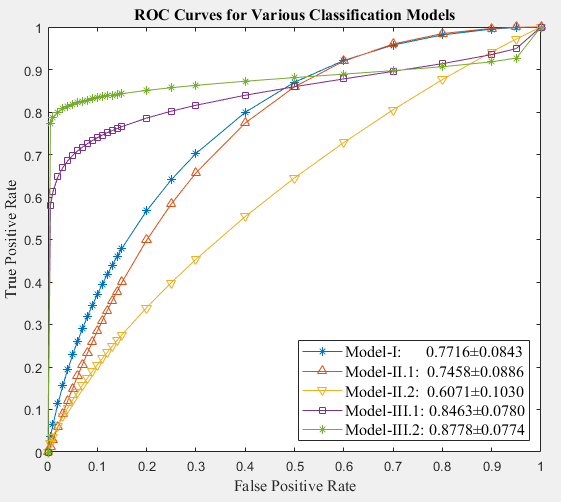 ROC Curves for Various Classification Models
True Positive Rate
1
0.9
0.8
0.7
0.6
0.5
0.4
0.3
0.2
0.1
0
0
0.1
0.2
0.3
0.4
0.5
0.6
0.7
0.8
0.9
1
False Positive Rate
Model-I: 0.7716±0.0843
Model-II.1: 0.7458±0.0886
Model-II.2: 0.6071±0.1030
Model-III.1: 0.8463±0.0780
Model-III.2: 0.8778±0.0774